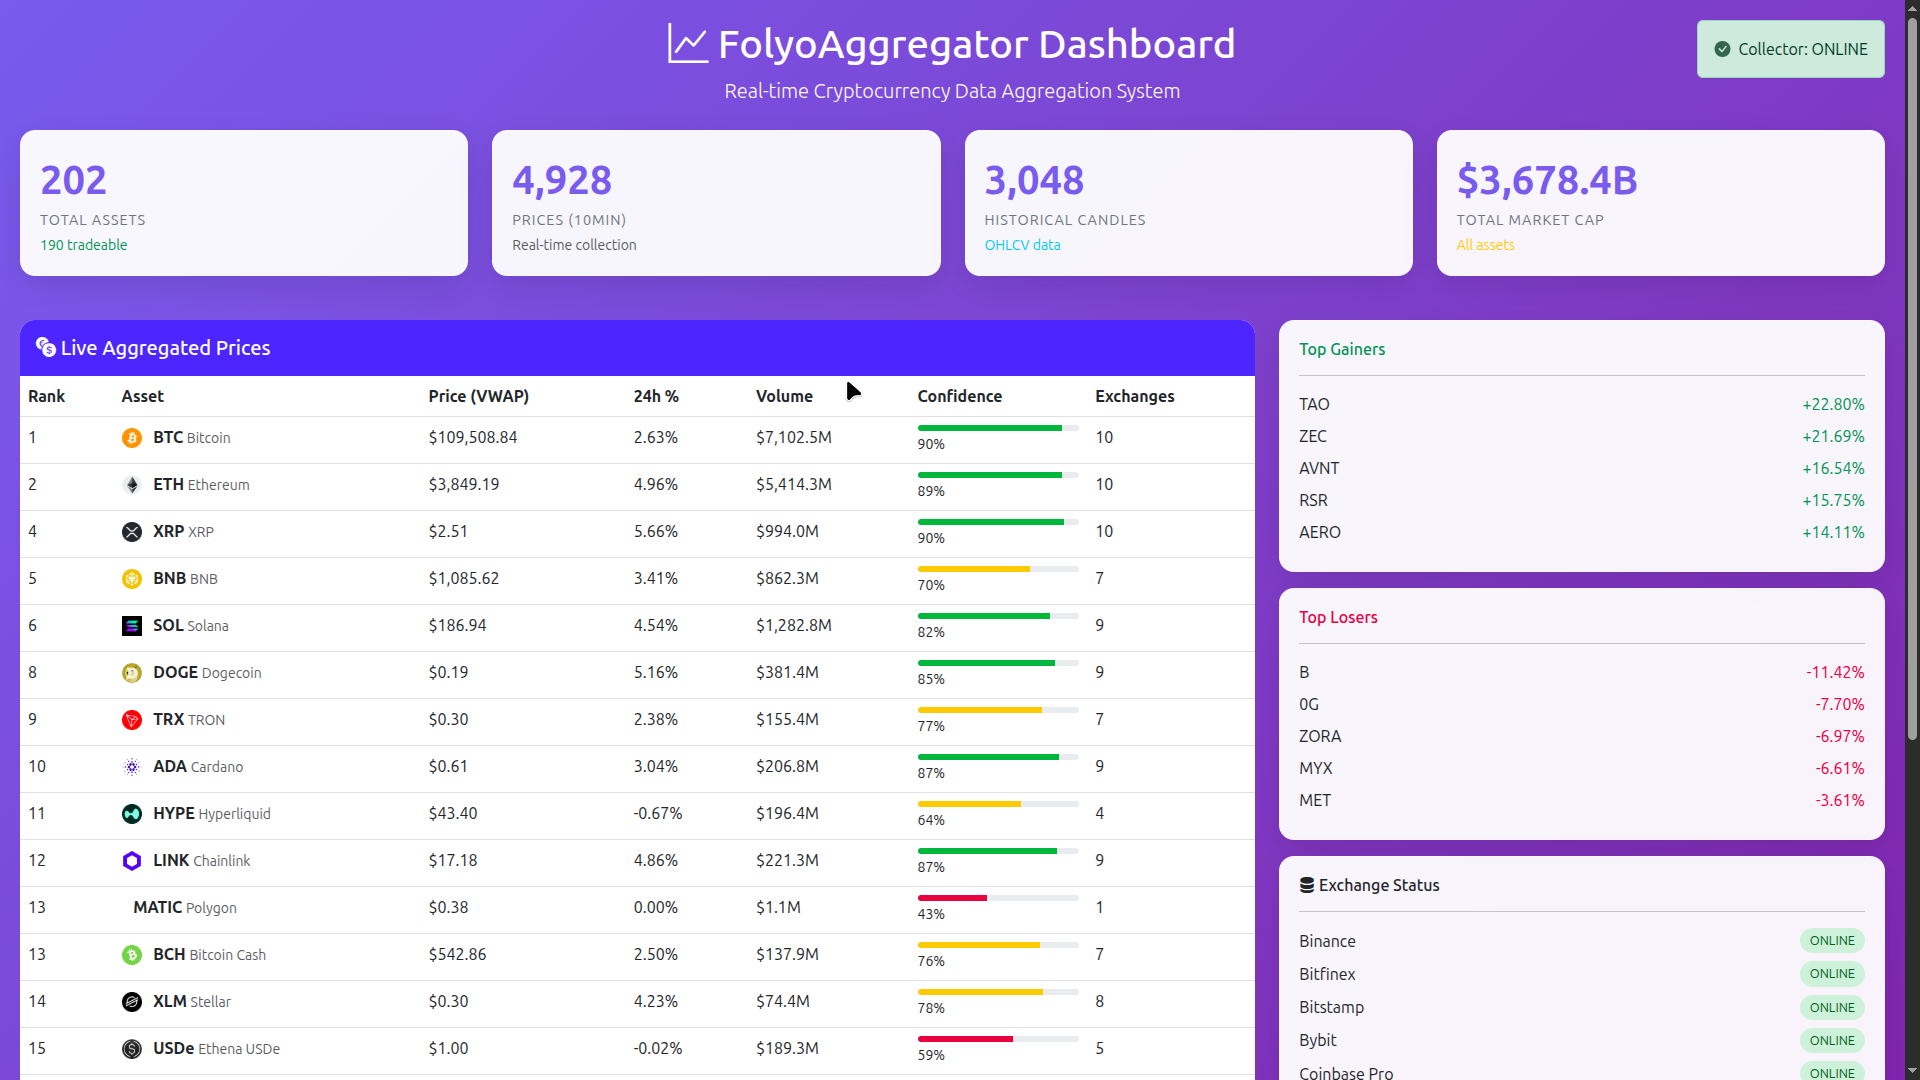 FolyoAggregator Dashboard
Real-time Cryptocurrency Data Aggregation System
Collector: ONLINE
202
TOTAL ASSETS
190 tradeable
4,928
PRICES (10MIN)
Real-time collection
3,048
HISTORICAL CANDLES
OHLCV data
$3,678.4B
TOTAL MARKET CAP
All assets
Live Aggregated Prices
Rank Asset Price (VWAP) 24h % Volume Confidence Exchanges
1 BTC Bitcoin $109,508.84 2.63% $7,102.5M 90% 10
2 ETH Ethereum $3,849.19 4.96% $5,414.3M 89% 10
4 XRP XRP $2.51 5.66% $994.0M 90% 10
5 BNB BNB $1,085.62 3.41% $862.3M 70% 7
6 SOL Solana $186.94 4.54% $1,282.8M 82% 9
8 DOGE Dogecoin $0.19 5.16% $381.4M 85% 9
9 TRX TRON $0.30 2.38% $155.4M 77% 7
10 ADA Cardano $0.61 3.04% $206.8M 87% 9
11 HYPE Hyperliquid $43.40 -0.67% $196.4M 64% 4
12 LINK Chainlink $17.18 4.86% $221.3M 87% 9
13 MATIC Polygon $0.38 0.00% $1.1M 43% 1
13 BCH Bitcoin Cash $542.86 2.50% $137.9M 76% 7
14 XLM Stellar $0.30 4.23% $74.4M 78% 8
15 USDe Ethena USDe $1.00 -0.02% $189.3M 59% 5
Top Gainers
TAO +22.80%
ZEC +21.69%
AVNT +16.54%
RSR +15.75%
AERO +14.11%
Top Losers
B -11.42%
0G -7.70%
ZORA -6.97%
MYX -6.61%
MET -3.61%
Exchange Status
Binance ONLINE
Bitfinex ONLINE
Bitstamp ONLINE
Bybit ONLINE
Coinbase Pro ONLINE